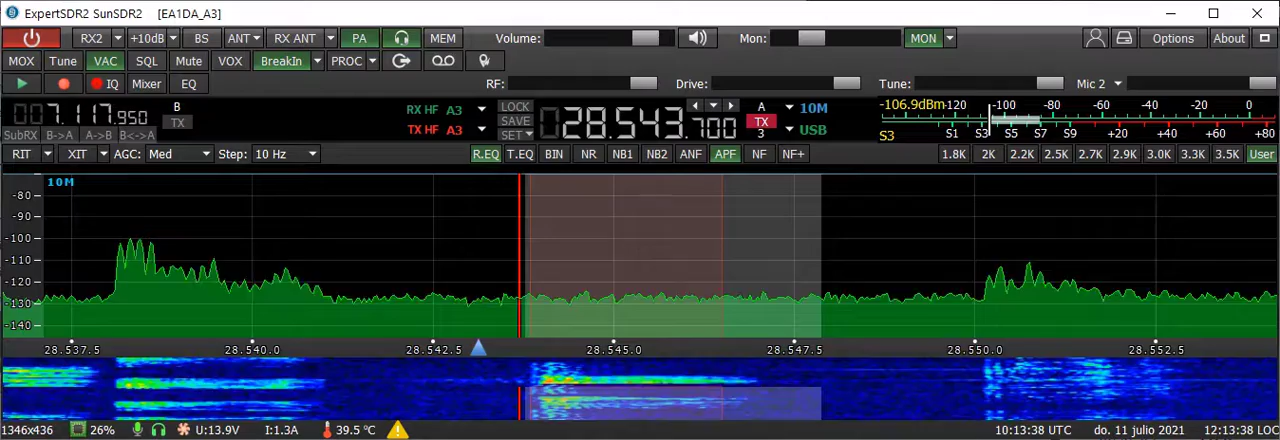 ExpertSDR2 SunSDR2 [EA1DA_A3]
RX2 +10dB BS ANT RX ANT PA MEM Volume: Mon: MON Options About
MOX Tune VAC SQL Mute VOX BreakIn PROC
IQ Mixer EQ RF: Drive: Tune: Mic 2
007.117.950 B TX RX HF A3 TX HF A3 LOCK SAVE SET 028.543.700 A TX 3 10M USB -106.9dBm -120 -100 -80 -60 -40 -20 0
SubRX B->A A->B B<->A S3 S1 S3 S5 S7 S9 +20 +40 +60 +80
RIT XIT AGC: Med Step: 10 Hz R.EQ T.EQ BIN NR NB1 NB2 ANF APF NF NF+ 1.8K 2K 2.2K 2.5K 2.7K 2.9K 3.0K 3.3K 3.5K User
10M
-80
-90
-100
-110
-120
-130
-140
28.537.5 28.540.0 28.542.5 28.545.0 28.547.5 28.550.0 28.552.5
1346x436 26% U:13.9V I:1.3A 39.5 ºC 10:13:38 UTC do. 11 julio 2021 12:13:38 LOC